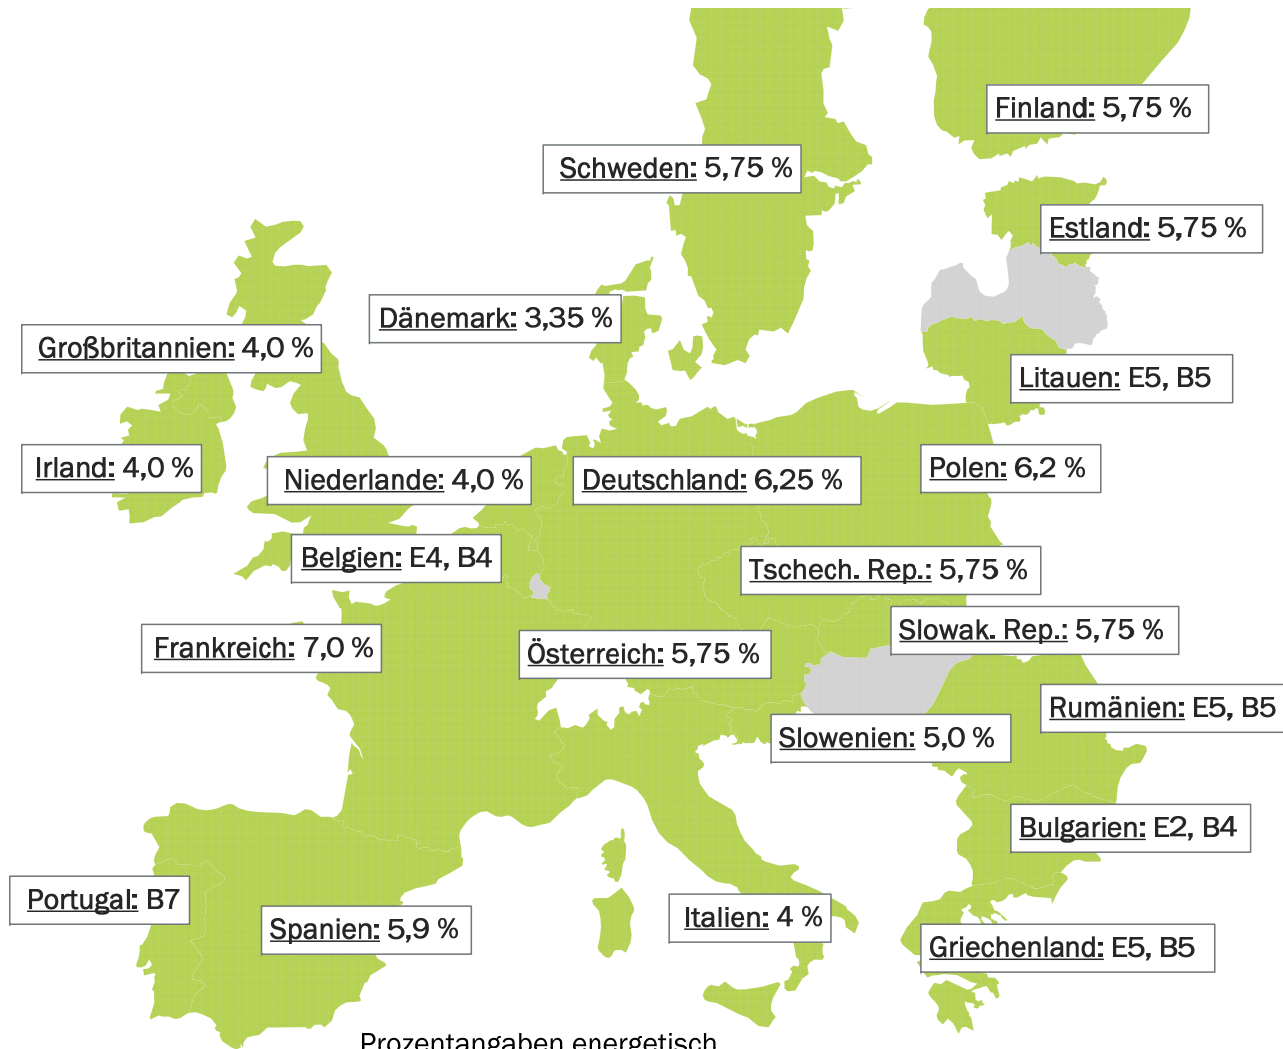 Finland: 5,75 %
Schweden: 5,75 %
Estland: 5,75 %
Dänemark: 3,35 %
Großbritannien: 4,0 %
Litauen: E5, B5
Irland: 4,0 %
Niederlande: 4,0 %
Deutschland: 6,25 %
Polen: 6,2 %
Belgien: E4, B4
Tschech. Rep.: 5,75 %
Frankreich: 7,0 %
Österreich: 5,75 %
Slowak. Rep.: 5,75 %
Rumänien: E5, B5
Slowenien: 5,0 %
Bulgarien: E2, B4
Portugal: B7
Spanien: 5,9 %
Italien: 4 %
Griechenland: E5, B5
Prozentangaben energetisch